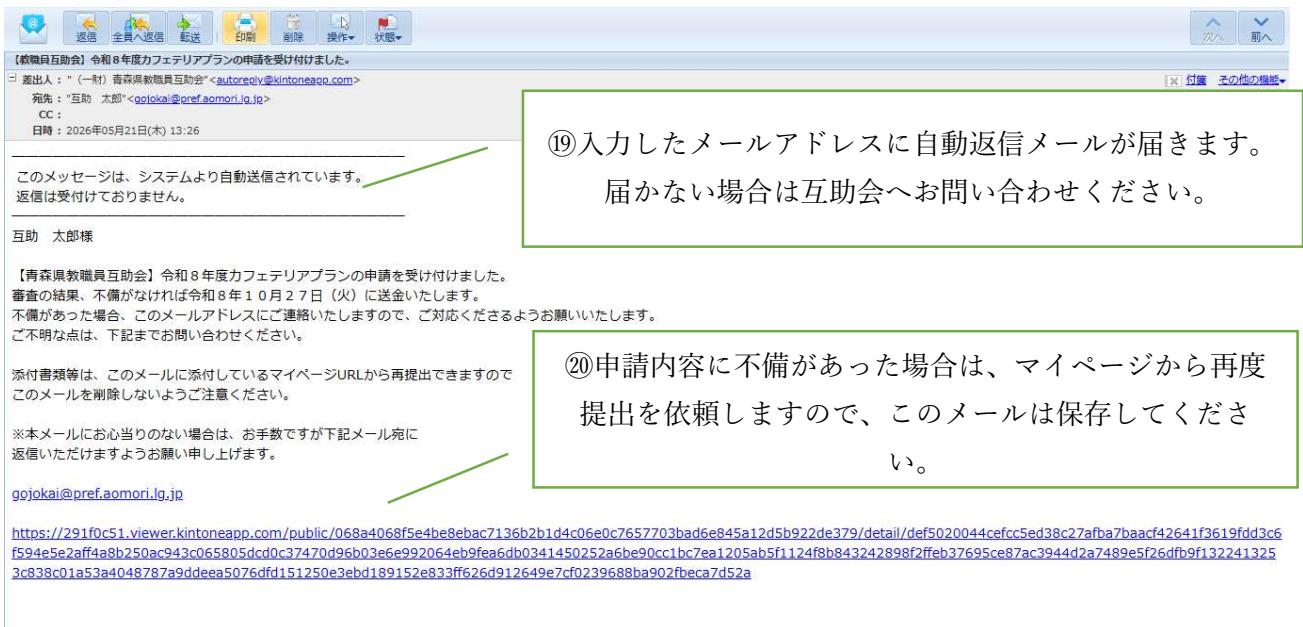 返信 全員へ返信 転送 印刷 削除 操作▾ 状態▾ 次へ 前へ
【教職員互助会】令和８年度カフェテリアプランの申請を受け付けました。
差出人： "（一財）青森県教職員互助会"<autoreply@kintoneapp.com> 付箋 その他の機能▾
宛先： "互助　太郎"<gojokai@pref.aomori.lg.jp>
CC：
日時： 2026年05月21日(木) 13:26
⑲入力したメールアドレスに自動返信メールが届きます。
届かない場合は互助会へお問い合わせください。
このメッセージは、システムより自動送信されています。
返信は受付けておりません。
互助　太郎様
【青森県教職員互助会】令和８年度カフェテリアプランの申請を受け付けました。
審査の結果、不備がなければ令和８年１０月２７日（火）に送金いたします。
不備があった場合、このメールアドレスにご連絡いたしますので、ご対応くださるようお願いいたします。
ご不明な点は、下記までお問い合わせください。
⑳申請内容に不備があった場合は、マイページから再度
提出を依頼しますので、このメールは保存してくださ
い。
添付書類等は、このメールに添付しているマイページURLから再提出できますので
このメールを削除しないようご注意ください。
※本メールにお心当りのない場合は、お手数ですが下記メール宛に
返信いただけますようお願い申し上げます。
gojokai@pref.aomori.lg.jp
https://291f0c51.viewer.kintoneapp.com/public/068a4068f5e4be8ebac7136b2b1d4c06e0c7657703bad6e845a12d5b922de379/detail/def5020044cefcc5ed38c27afba7baacf42641f3619fdd3c6
f594e5e2aff4a8b250ac943c065805dcd0c37470d96b03e6e992064eb9fea6db0341450252a6be90cc1bc7ea1205ab5f1124f8b843242898f2ffeb37695ce87ac3944d2a7489e5f26dfb9f132241325
3c838c01a53a4048787a9ddeea5076dfd151250e3ebd189152e833ff626d912649e7cf0239688ba902fbeca7d52a